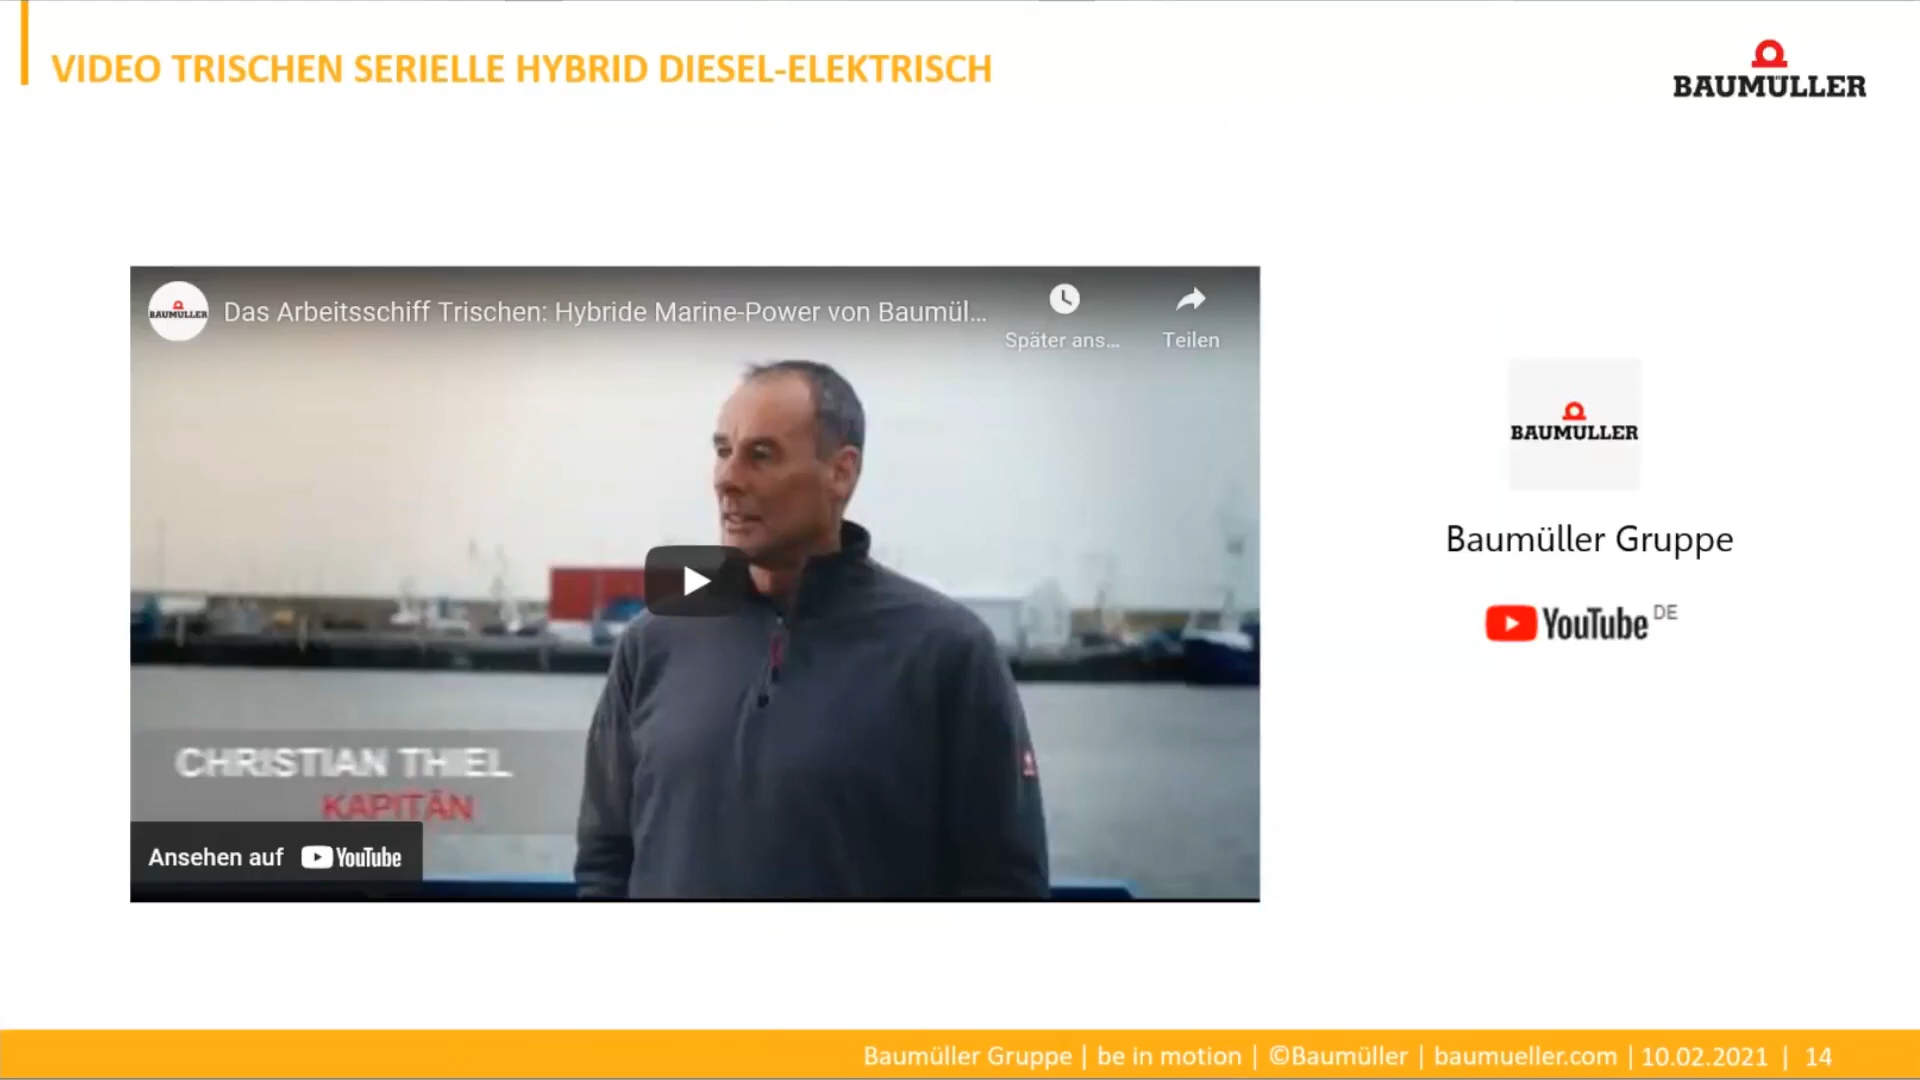 VIDEO TRISCHEN SERIELLE HYBRID DIESEL-ELEKTRISCH
BAUMÜLLER
BAUMÜLLER
Das Arbeitsschiff Trischen: Hybride Marine-Power von Baumül...
Später ans...
Teilen
CHRISTIAN THIEL
KAPITÄN
Ansehen auf YouTube
BAUMÜLLER
Baumüller Gruppe
YouTube DE
Baumüller Gruppe | be in motion | ©Baumüller | baumueller.com | 10.02.2021 | 14